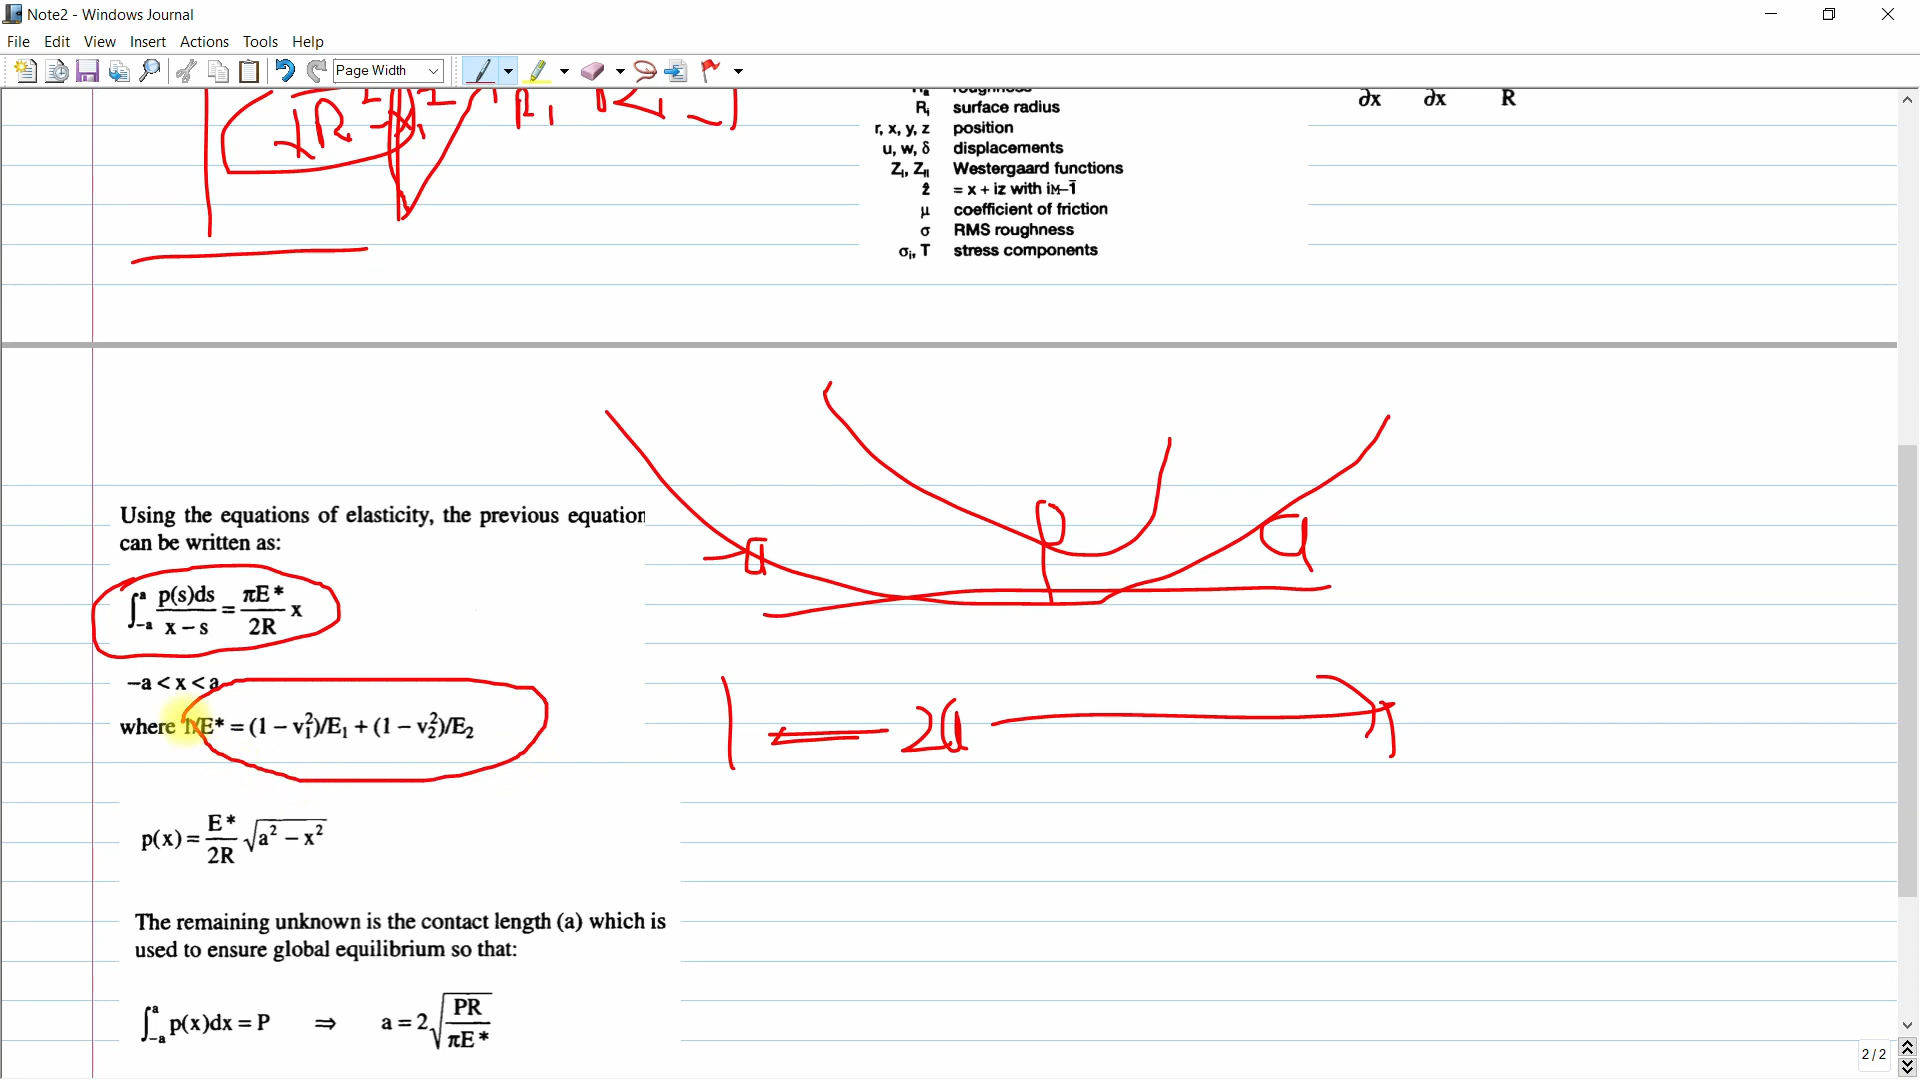 Note2 - Windows Journal
File Edit View Insert Actions Tools Help
Page Width
Rᵢ surface radius
r, x, y, z position
u, w, δ displacements
Zᵢ, Zᵢᵢ Westergaard functions
ẑ = x + iz with iM–1̄
μ coefficient of friction
σ RMS roughness
σᵢ, T stress components
∂x ∂x R
R₁
Using the equations of elasticity, the previous equation
can be written as:
∫₋ₐᵃ p(s)ds / x – s = πE* / 2R x
–a < x < a
where 1/E* = (1 – v₁²)/E₁ + (1 – v₂²)/E₂
p(x) = E* / 2R √a² – x²
The remaining unknown is the contact length (a) which is
used to ensure global equilibrium so that:
∫₋ₐᵃ p(x)dx = P ⇒ a = 2√PR / πE*
a
a
2a
2 / 2